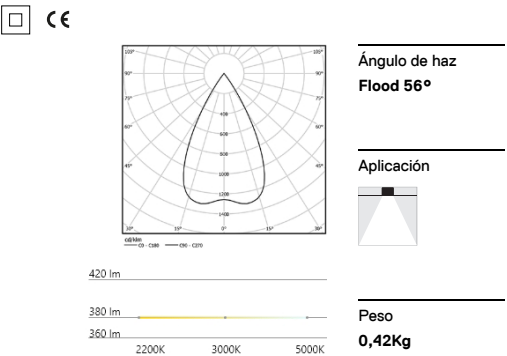 CE
105° 105°
90° 90°
75° 75°
60° 60°
45° 45°
400
600
800
1000
1200
1400
30° 15° 0° 15° 30°
cd/klm
C0 - C180 C90 - C270
Ángulo de haz
Flood 56º
Aplicación
420 lm
380 lm
360 lm
2200K 3000K 5000K
Peso
0,42Kg